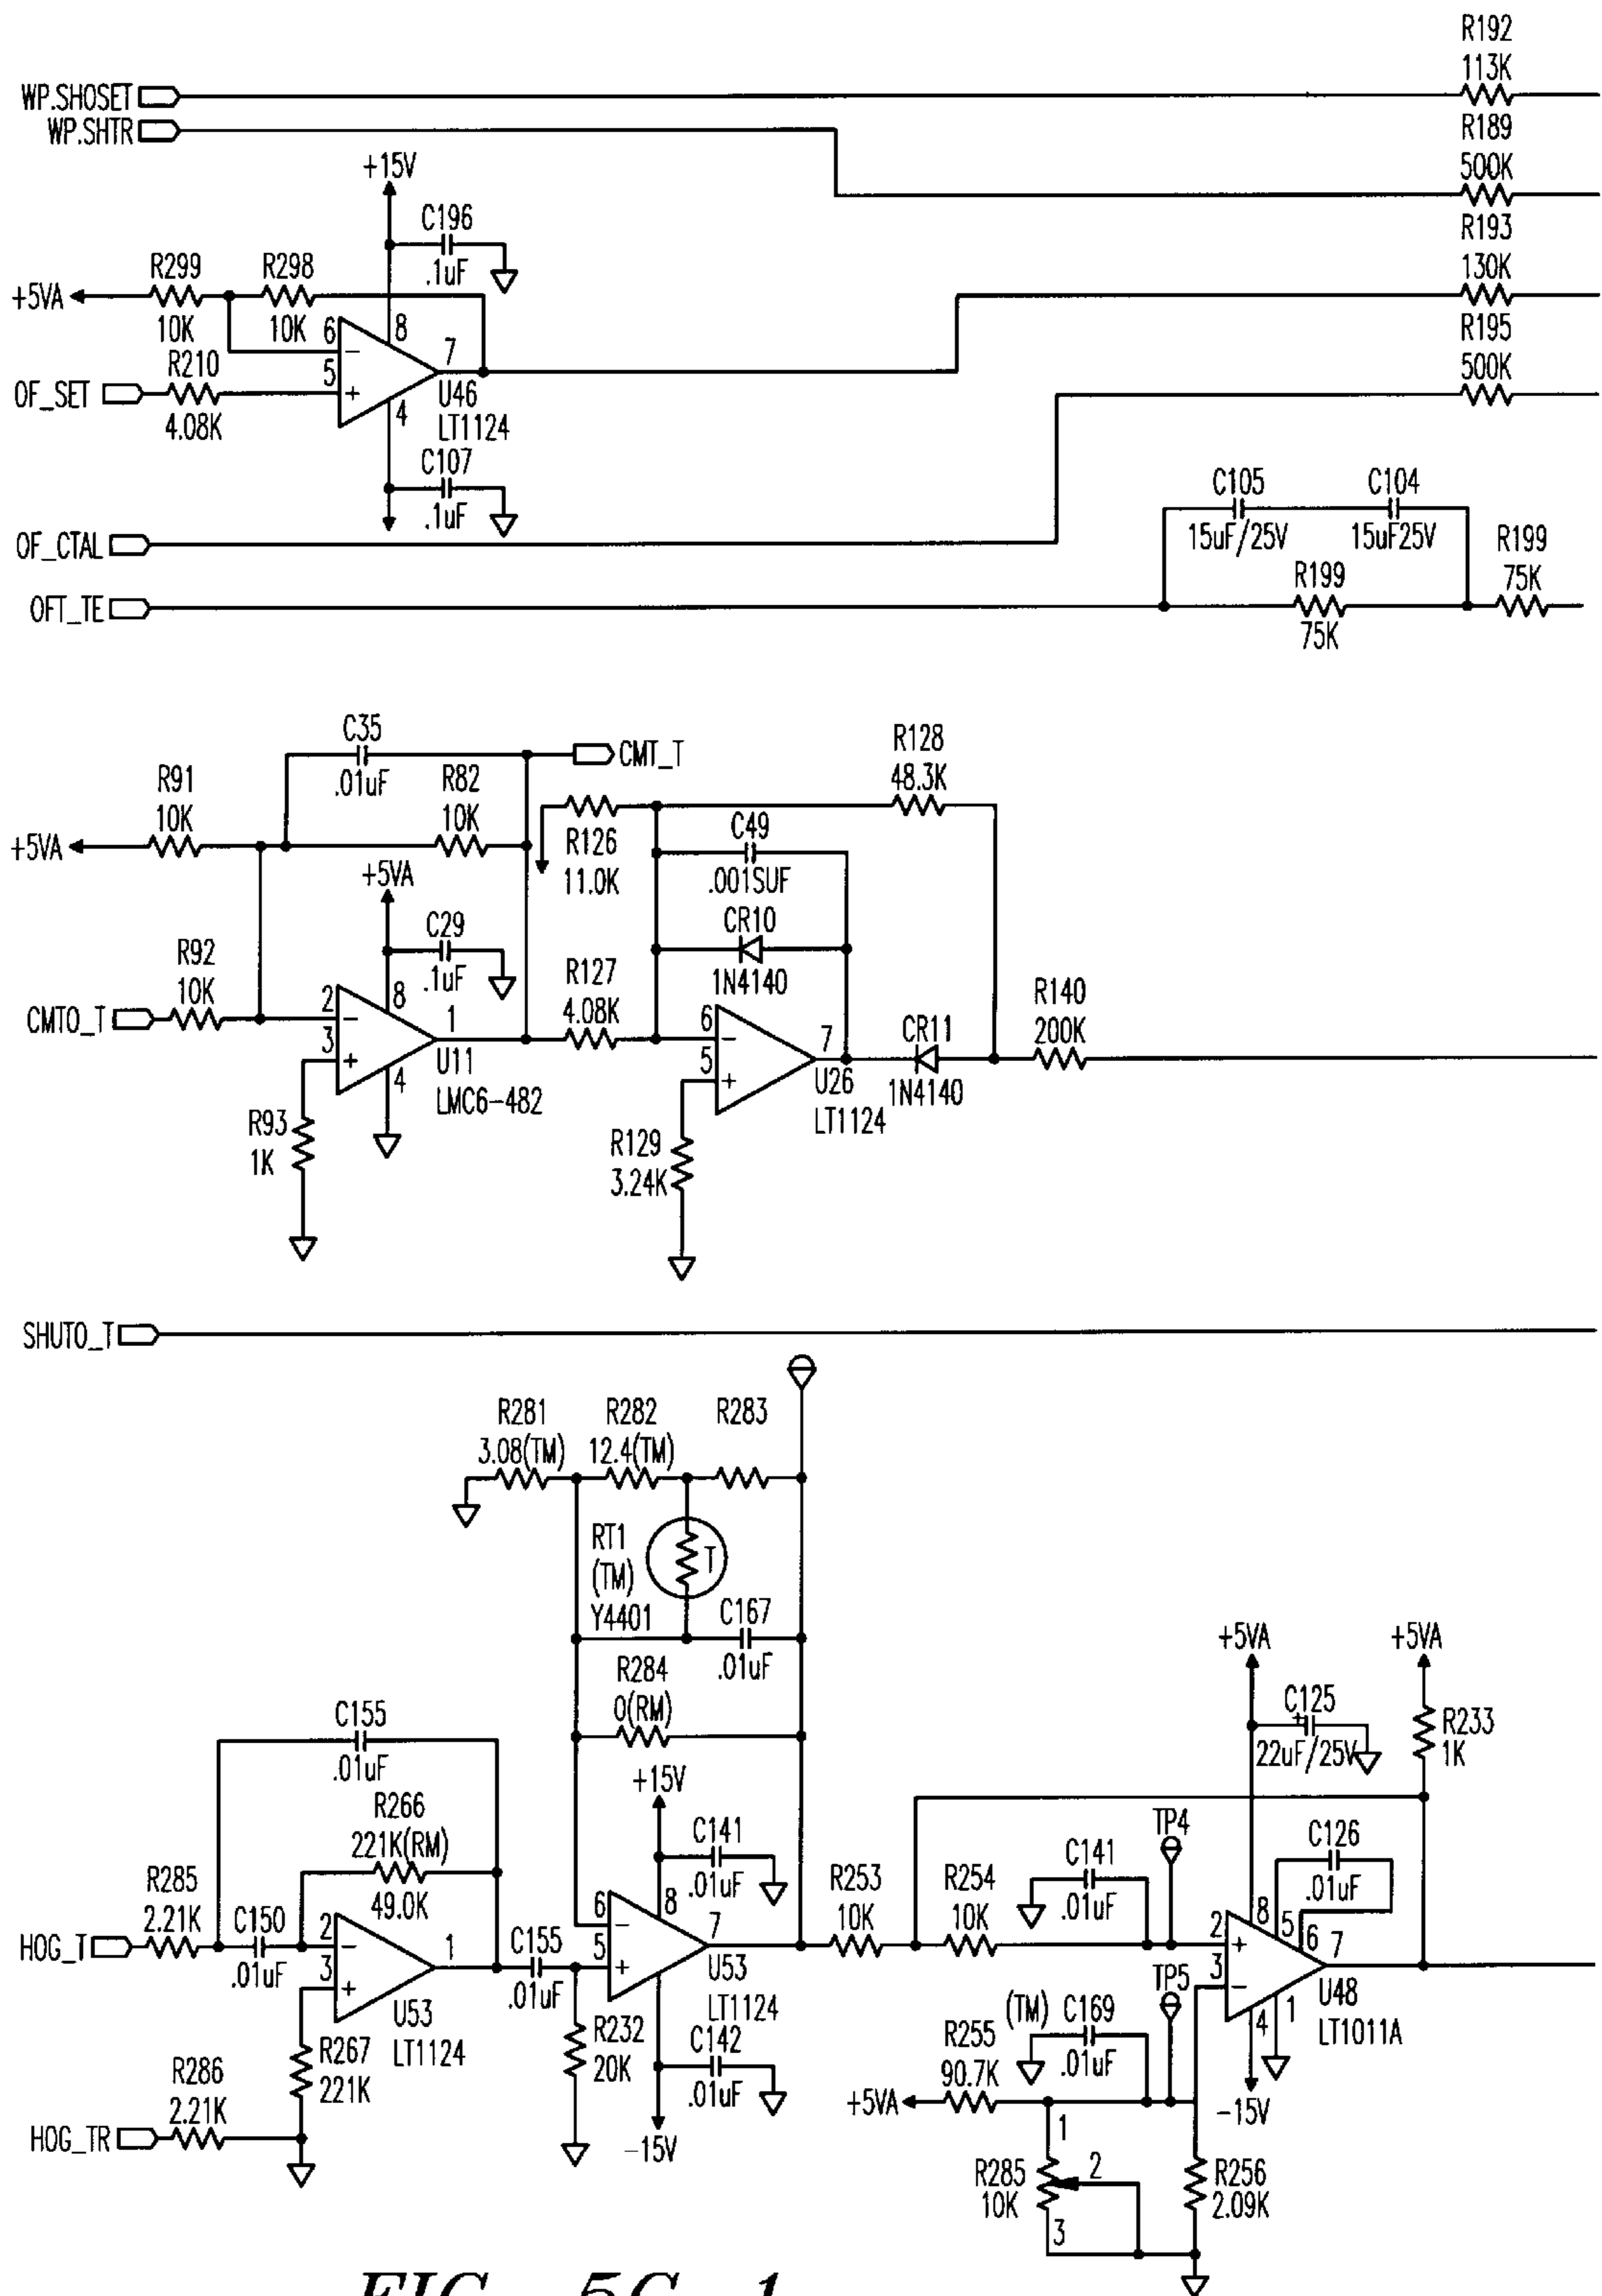 R192
113K
WP.SHOSET
WP.SHTR
R189
500K
+15V
C196
.1uF
R193
130K
R299
10K
R298
10K
+5VA
6
8
5
7
4
R210
4.08K
OF_SET
U46
LT1124
R195
500K
C107
.1uF
OF_CTAL
C105
15uF/25V
C104
15uF25V
R199
75K
R199
75K
OFT_TE
C35
.01uF
CMT_T
R128
48.3K
R91
10K
R82
10K
+5VA
R126
11.0K
C49
.001SUF
+5VA
C29
.1uF
CR10
1N4140
R92
10K
CMTO_T
2
8
3
1
4
U11
LMC6-482
R127
4.08K
6
5
7
U26
LT1124
CR11
1N4140
R140
200K
R93
1K
R129
3.24K
SHUTO_T
R281
3.08(TM)
R282
12.4(TM)
R283
RT1
(TM)
Y4401
T
C167
.01uF
R284
0(RM)
+5VA
+5VA
C125
+
22uF/25V
R233
1K
C155
.01uF
R266
221K(RM)
49.0K
+15V
C141
.01uF
TP4
C141
.01uF
C126
.01uF
R285
2.21K
C150
.01uF
HOG_T
2
3
1
U53
LT1124
C155
.01uF
6
8
5
7
U53
LT1124
R253
10K
R254
10K
2
8
5
6
7
3
4
1
U48
LT1011A
TP5
R267
221K
R232
20K
C142
.01uF
-15V
(TM)
C169
.01uF
R255
90.7K
+5VA
-15V
R286
2.21K
HOG_TR
1
2
3
R285
10K
R256
2.09K
FIG. 5C-1